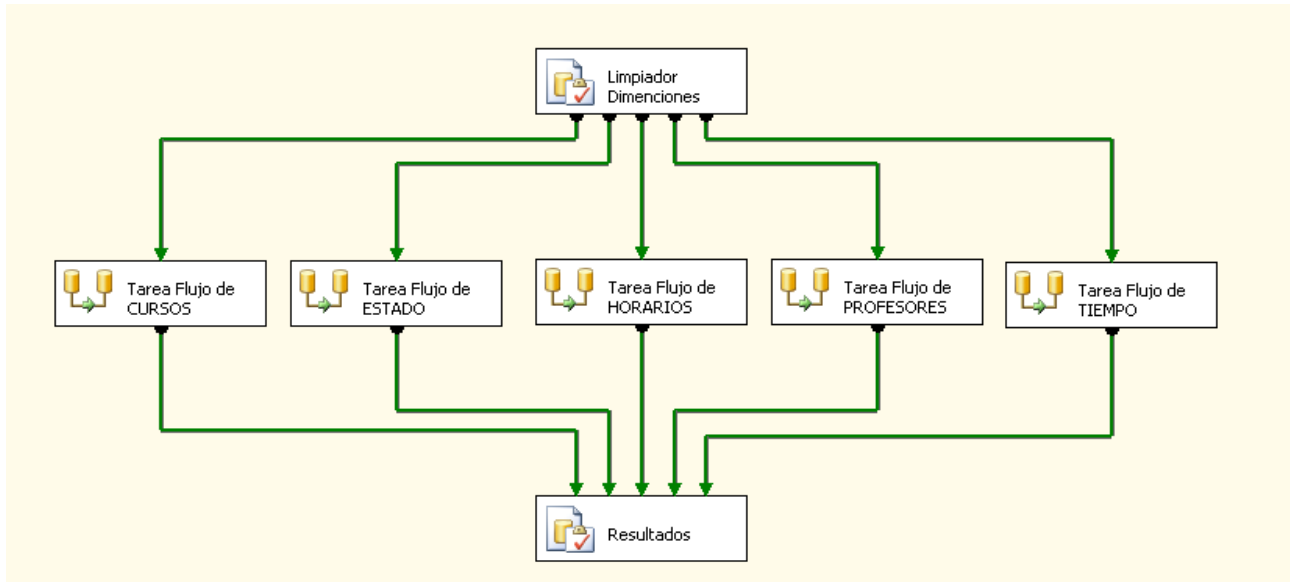 Limpiador
Dimenciones
Tarea Flujo de
CURSOS
Tarea Flujo de
ESTADO
Tarea Flujo de
HORARIOS
Tarea Flujo de
PROFESORES
Tarea Flujo de
TIEMPO
Resultados